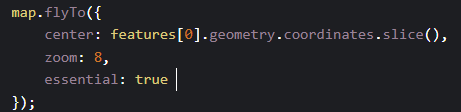 map.flyTo({
    center: features[0].geometry.coordinates.slice(),
    zoom: 8,
    essential: true
});